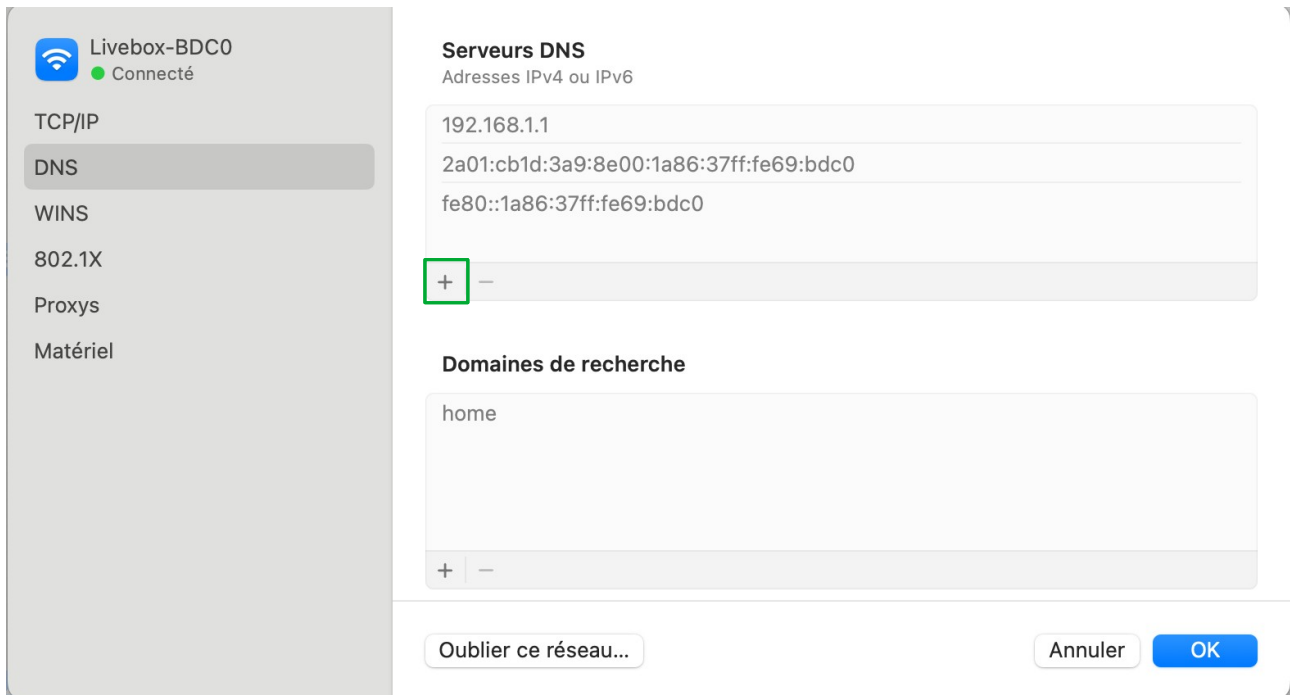 Livebox-BDC0
Connecté
TCP/IP
DNS
WINS
802.1X
Proxys
Matériel
Serveurs DNS
Adresses IPv4 ou IPv6
192.168.1.1
2a01:cb1d:3a9:8e00:1a86:37ff:fe69:bdc0
fe80::1a86:37ff:fe69:bdc0
+ −
Domaines de recherche
home
+ −
Oublier ce réseau...
Annuler
OK